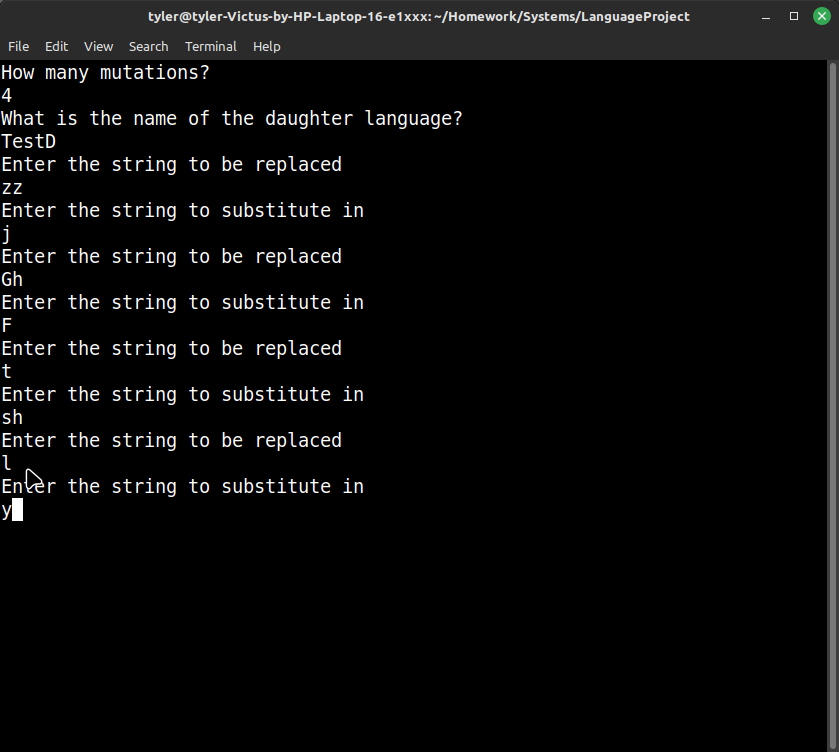 tyler@tyler-Victus-by-HP-Laptop-16-e1xxx: ~/Homework/Systems/LanguageProject
File Edit View Search Terminal Help
How many mutations?
4
What is the name of the daughter language?
TestD
Enter the string to be replaced
zz
Enter the string to substitute in
j
Enter the string to be replaced
Gh
Enter the string to substitute in
F
Enter the string to be replaced
t
Enter the string to substitute in
sh
Enter the string to be replaced
l
Enter the string to substitute in
y